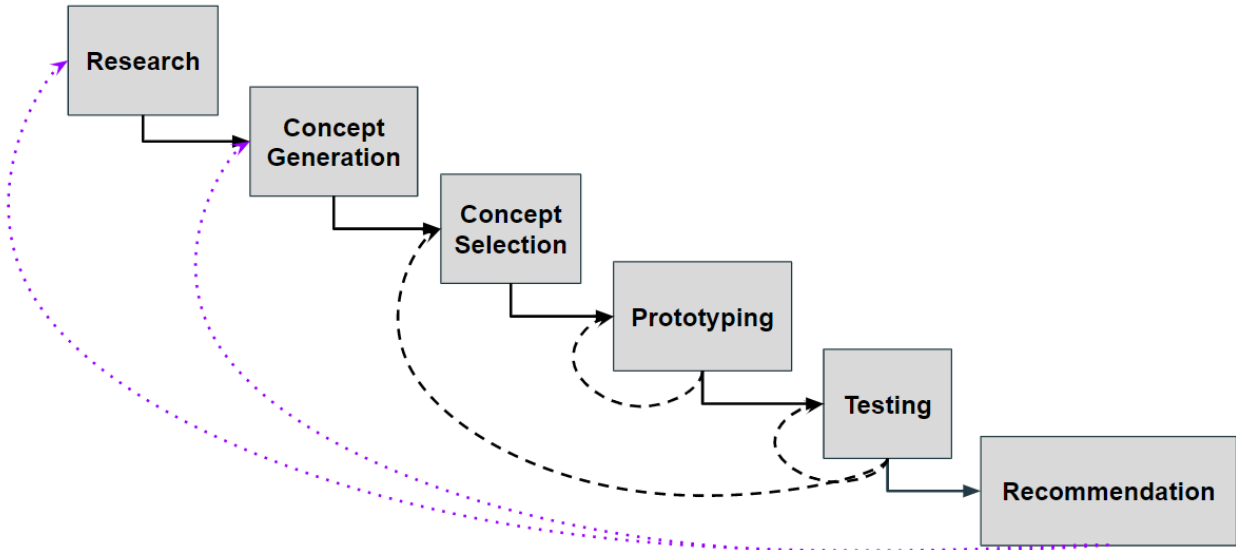 Research
Concept
Generation
Concept
Selection
Prototyping
Testing
Recommendation